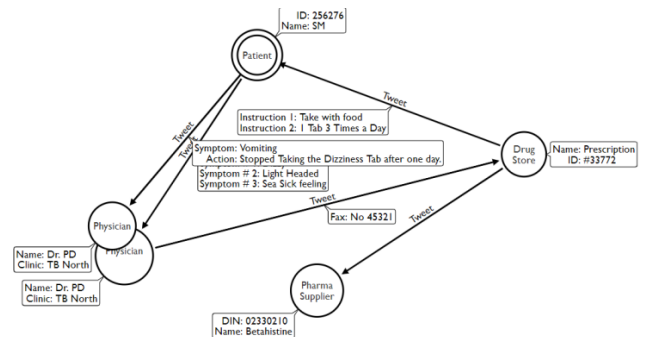 ID: 256276
Name: SM
Patient
Tweet
Instruction 1: Take with food
Instruction 2: 1 Tab 3 Times a Day
Tweet
Tweet
Symptom: Vomiting
Action: Stopped Taking the Dizziness Tab after one day.
Symptom # 2: Light Headed
Symptom # 3: Sea Sick feeling
Drug
Store
Name: Prescription
ID: #33772
Tweet
Fax: No 45321
Tweet
Physician
Physician
Name: Dr. PD
Clinic: TB North
Name: Dr. PD
Clinic: TB North
Pharma
Supplier
DIN: 02330210
Name: Betahistine